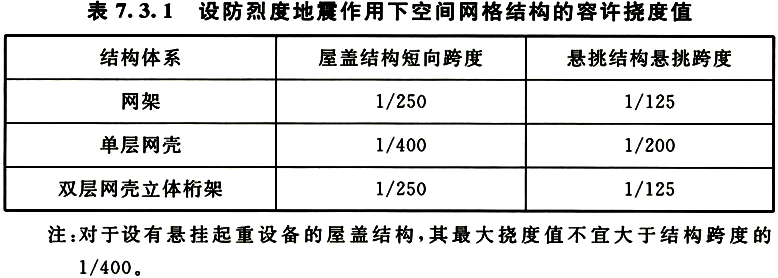 表 7.3.1 设防烈度地震作用下空间网格结构的容许挠度值
结构体系 屋盖结构短向跨度 悬挑结构悬挑跨度
网架 1/250 1/125
单层网壳 1/400 1/200
双层网壳立体桁架 1/250 1/125
注:对于设有悬挂起重设备的屋盖结构,其最大挠度值不宜大于结构跨度的
1/400。